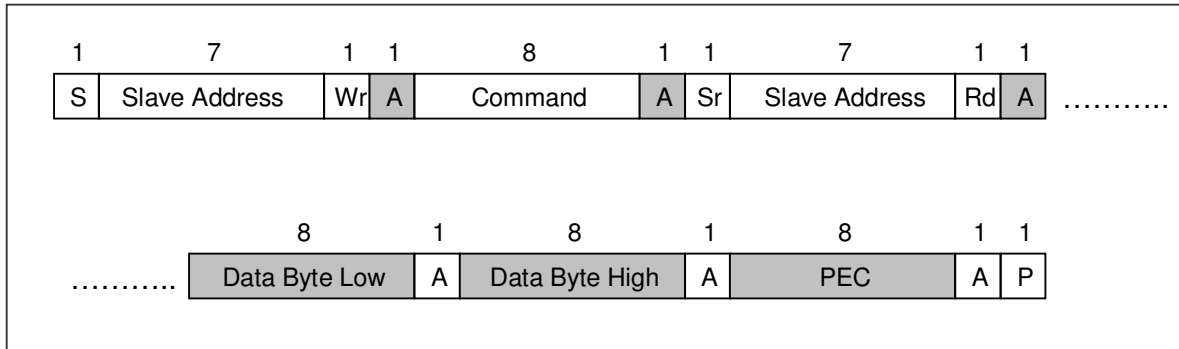 1 7 1 1 8 1 1 7 1 1
S Slave Address Wr A Command A Sr Slave Address Rd A ………..
8 1 8 1 8 1 1
……….. Data Byte Low A Data Byte High A PEC A P